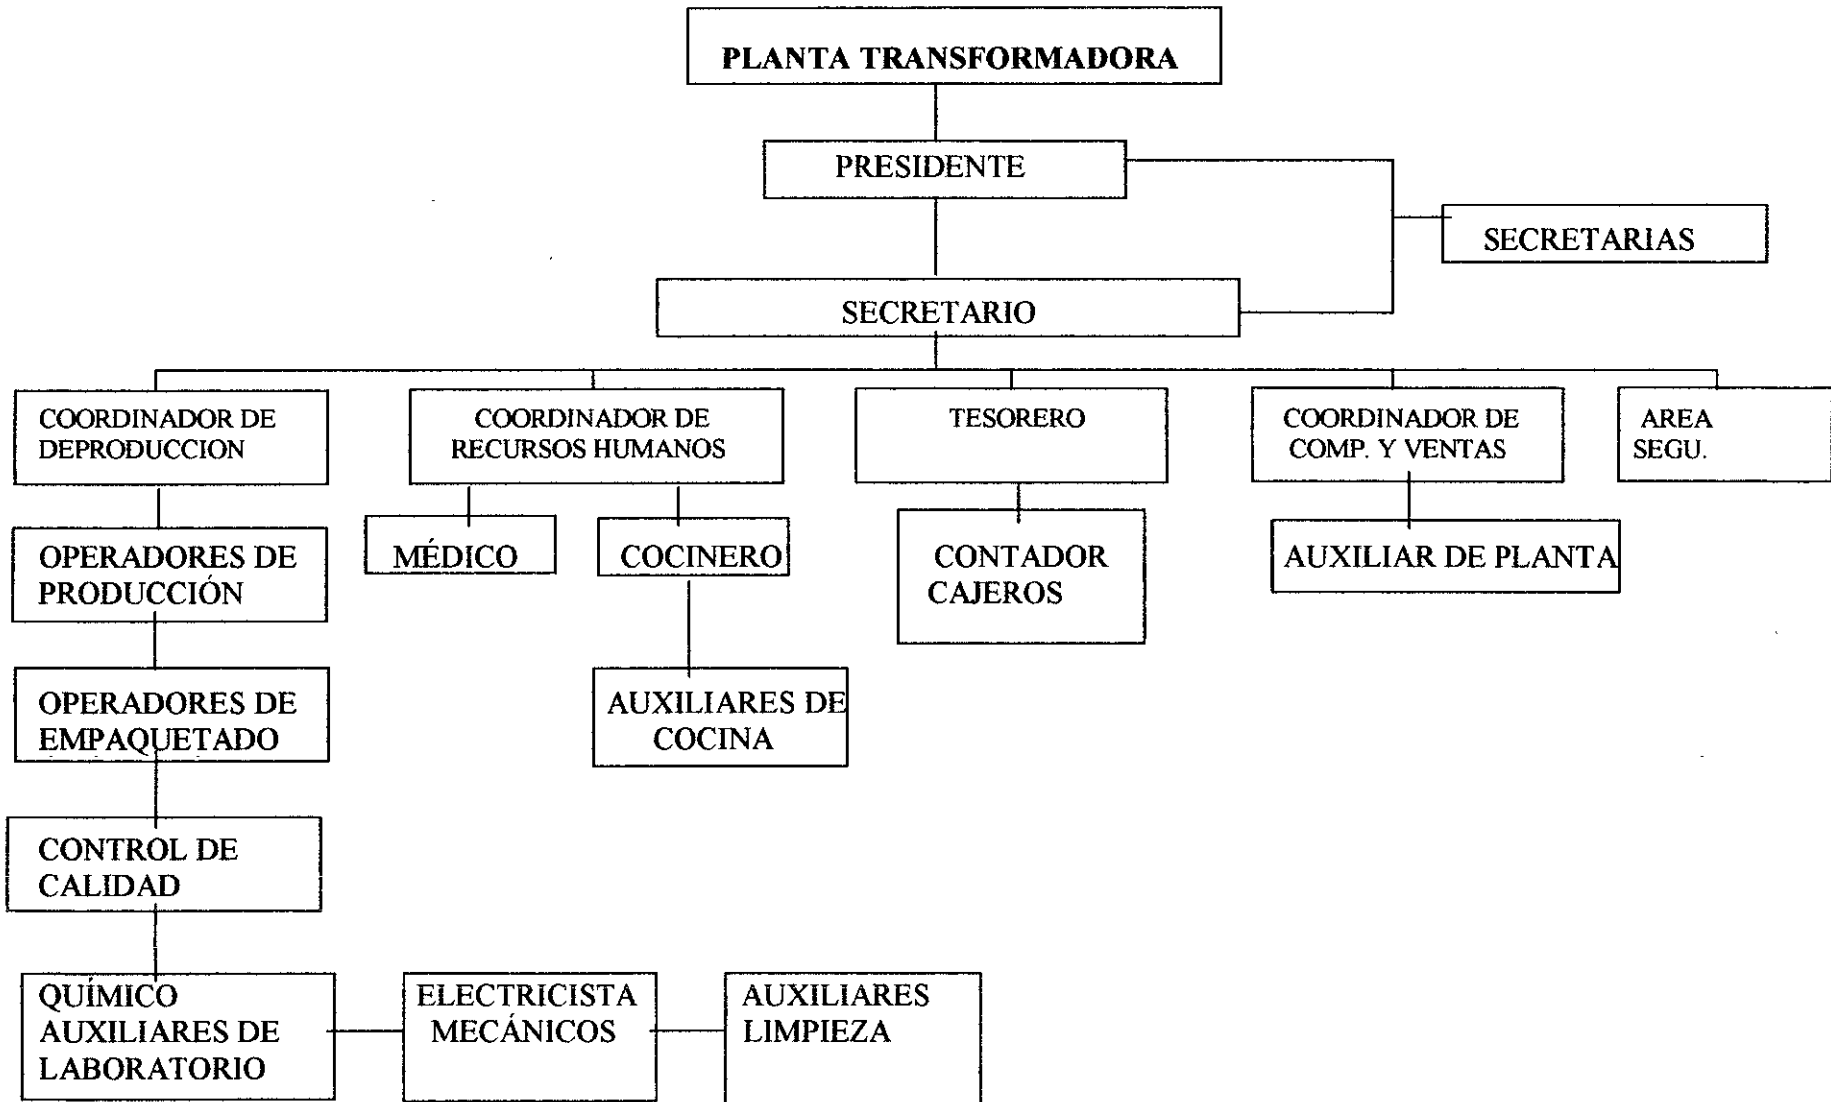 PLANTA TRANSFORMADORA
PRESIDENTE
SECRETARIAS
SECRETARIO
COORDINADOR DE
DEPRODUCCION
COORDINADOR DE
RECURSOS HUMANOS
TESORERO
COORDINADOR DE
COMP. Y VENTAS
AREA
SEGU.
OPERADORES DE
PRODUCCIÓN
MÉDICO
COCINERO
CONTADOR
CAJEROS
AUXILIAR DE PLANTA
OPERADORES DE
EMPAQUETADO
AUXILIARES DE
COCINA
CONTROL DE
CALIDAD
QUÍMICO
AUXILIARES DE
LABORATORIO
ELECTRICISTA
MECÁNICOS
AUXILIARES
LIMPIEZA